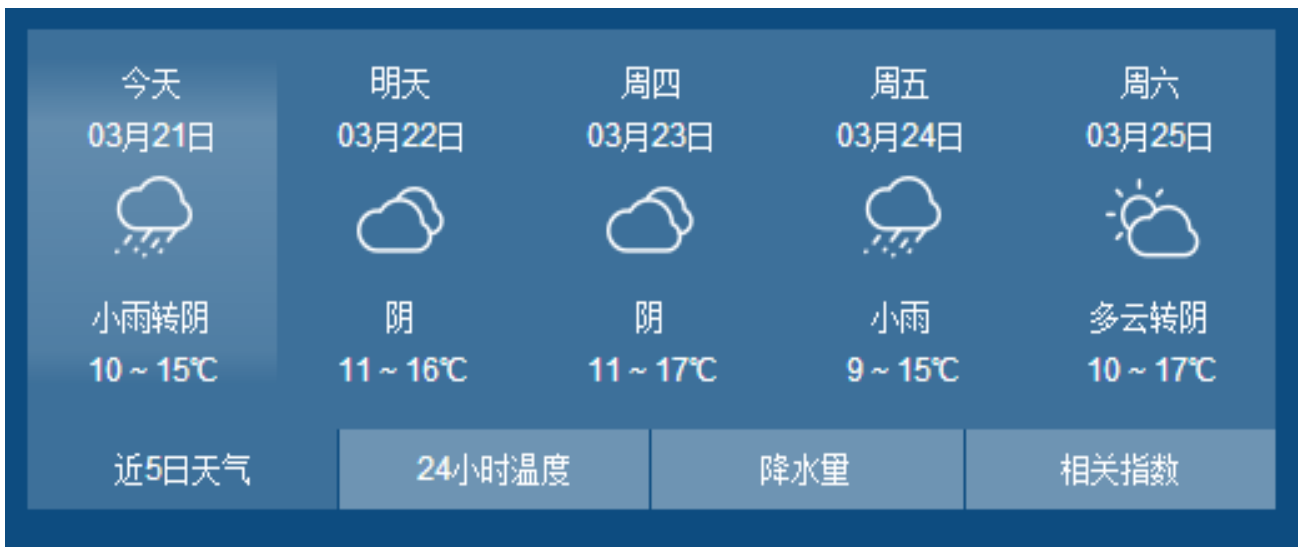 今天 明天 周四 周五 周六
03月21日 03月22日 03月23日 03月24日 03月25日
小雨转阴 阴 阴 小雨 多云转阴
10 ~ 15℃ 11 ~ 16℃ 11 ~ 17℃ 9 ~ 15℃ 10 ~ 17℃
近5日天气 24小时温度 降水量 相关指数